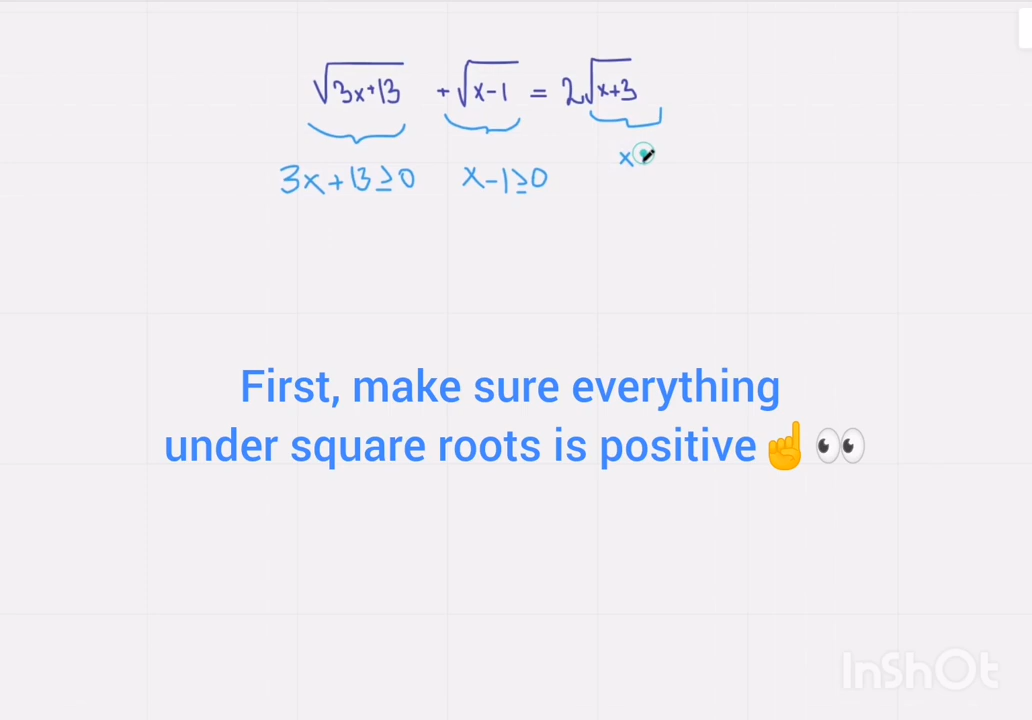 √3x+13 + √x-1 = 2√x+3
3x+13≥0 x-1≥0 x
First, make sure everything
under square roots is positive☝️👀
InShOt